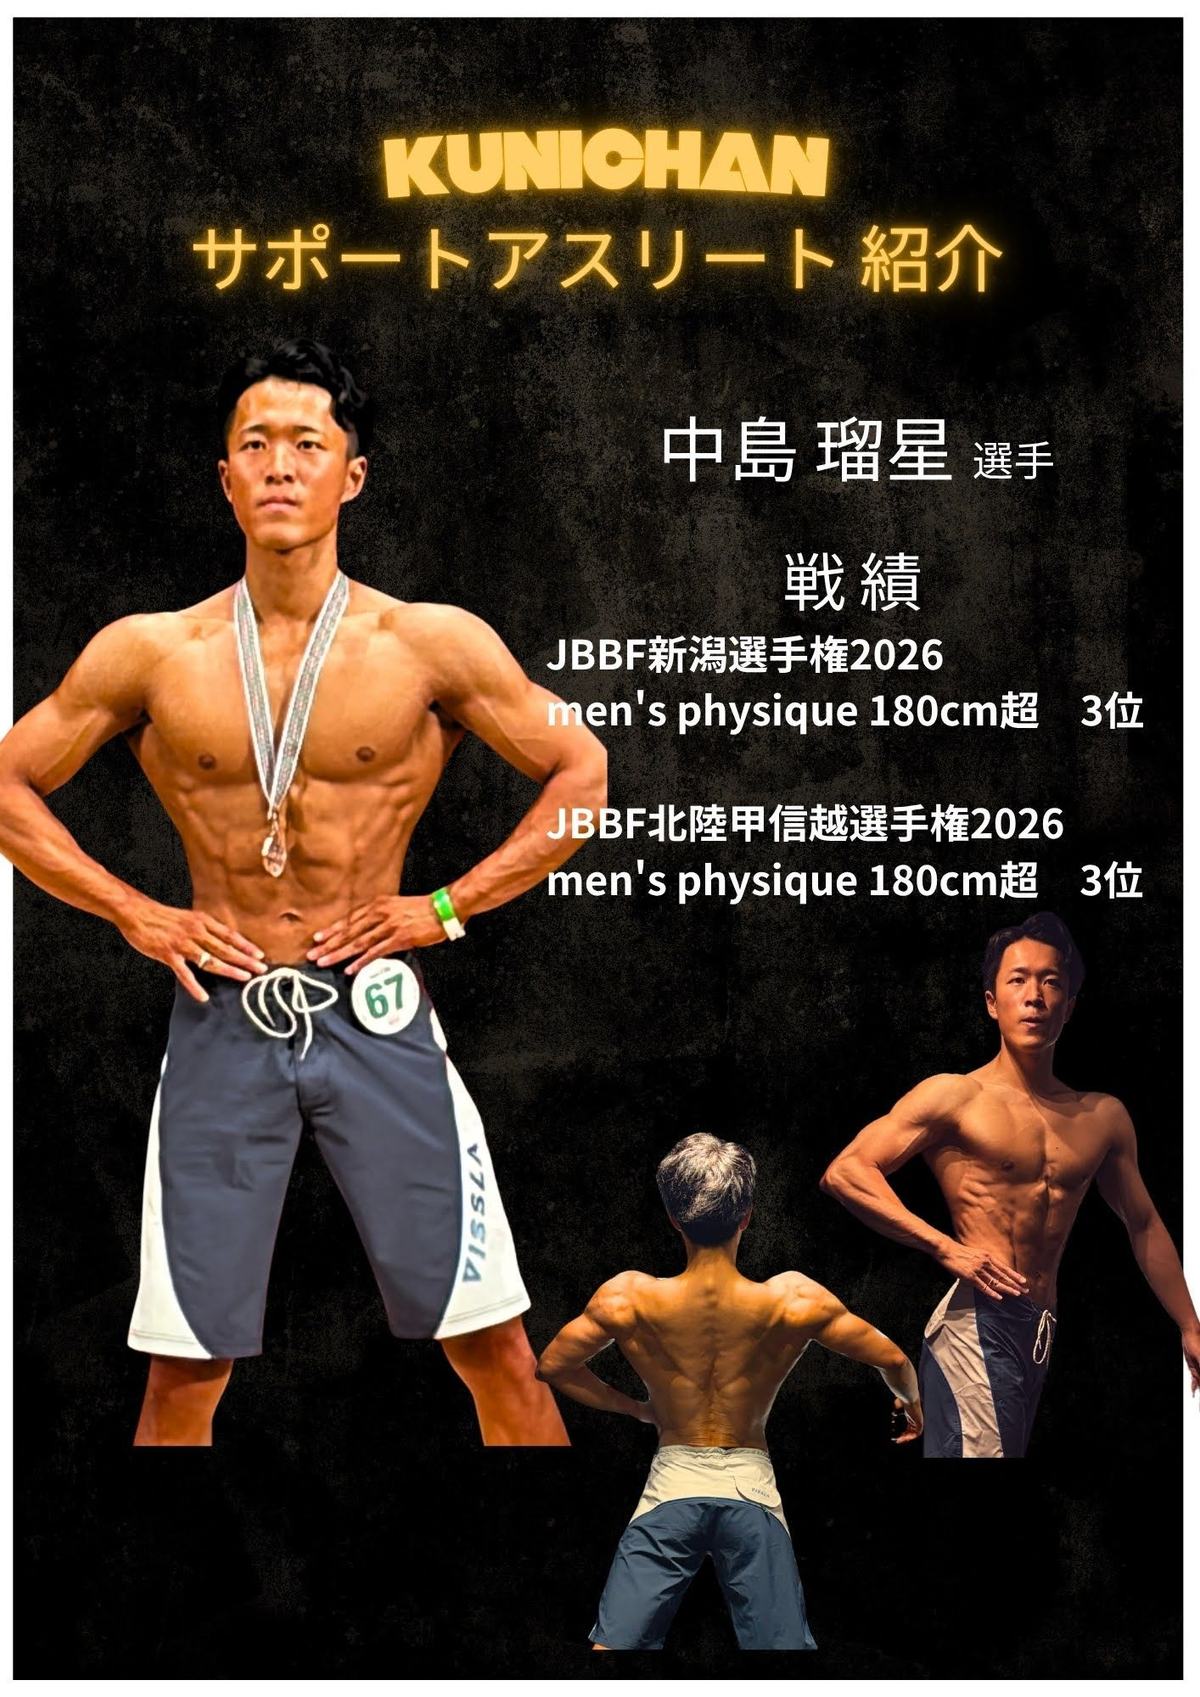 KUNICHAN
サポートアスリート 紹介
中島 瑠星 選手
戦 績
JBBF新潟選手権2026
men's physique 180cm超　3位
JBBF北陸甲信越選手権2026
men's physique 180cm超　3位
67
V7SSIA